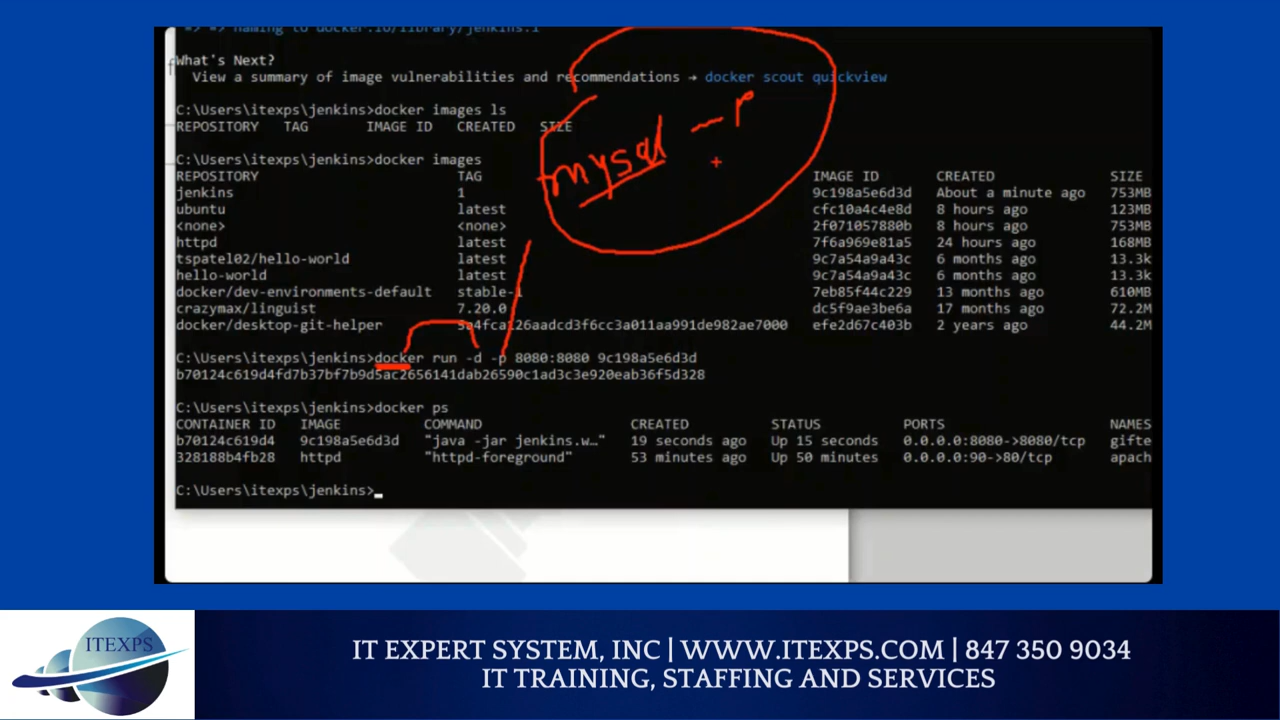 What's Next?
View a summary of image vulnerabilities and recommendations → docker scout quickview
C:\Users\itexps\jenkins>docker images ls
REPOSITORY TAG IMAGE ID CREATED SIZE
C:\Users\itexps\jenkins>docker images
REPOSITORY TAG IMAGE ID CREATED SIZE
jenkins 1 9c198a5e6d3d About a minute ago 753MB
ubuntu latest cfc10a4c4e8d 8 hours ago 123MB
<none> <none> 2f071057880b 8 hours ago 753MB
httpd latest 7f6a969e81a5 24 hours ago 168MB
tspatel02/hello-world latest 9c7a54a9a43c 6 months ago 13.3k
hello-world latest 9c7a54a9a43c 6 months ago 13.3k
docker/dev-environments-default stable-1 7eb85f44c229 13 months ago 610MB
crazymax/linguist 7.20.0 dc5f9ae3be6a 17 months ago 72.2M
docker/desktop-git-helper 5a4fca126aadcd3f6cc3a011aa991de982ae7000 efe2d67c403b 2 years ago 44.2M
C:\Users\itexps\jenkins>docker run -d -p 8080:8080 9c198a5e6d3d
b70124c619d4fd7b37bf7b9d5ac2656141dab26590c1ad3c3e920eab36f5d328
C:\Users\itexps\jenkins>docker ps
CONTAINER ID IMAGE COMMAND CREATED STATUS PORTS NAMES
b70124c619d4 9c198a5e6d3d "java -jar jenkins.w…" 19 seconds ago Up 15 seconds 0.0.0.0:8080->8080/tcp gifte
328188b4fb28 httpd "httpd-foreground" 53 minutes ago Up 50 minutes 0.0.0.0:90->80/tcp apach
C:\Users\itexps\jenkins>
mysql
ITEXPS
IT EXPERT SYSTEM, INC | WWW.ITEXPS.COM | 847 350 9034
IT TRAINING, STAFFING AND SERVICES